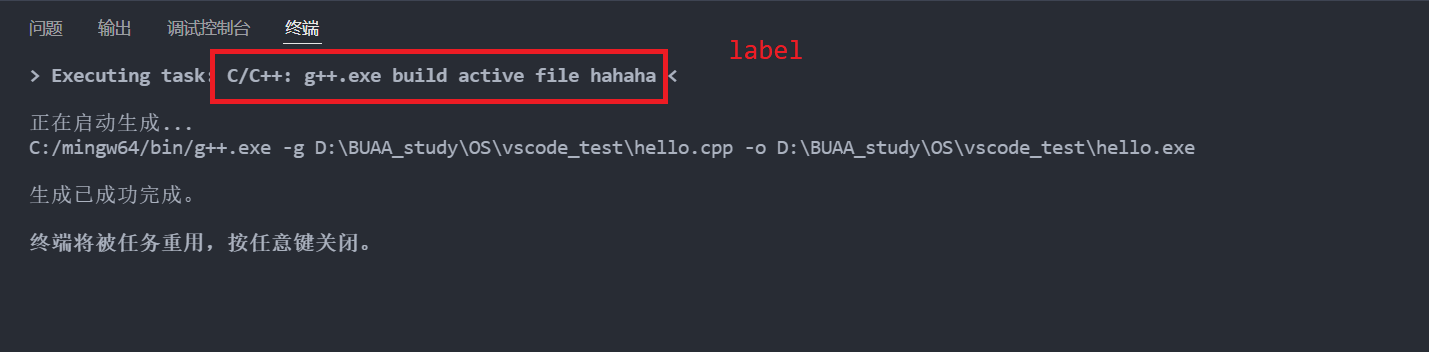 问题 输出 调试控制台 终端
label
> Executing task: C/C++: g++.exe build active file hahaha <
正在启动生成...
C:/mingw64/bin/g++.exe -g D:\BUAA_study\OS\vscode_test\hello.cpp -o D:\BUAA_study\OS\vscode_test\hello.exe
生成已成功完成。
终端将被任务重用，按任意键关闭。